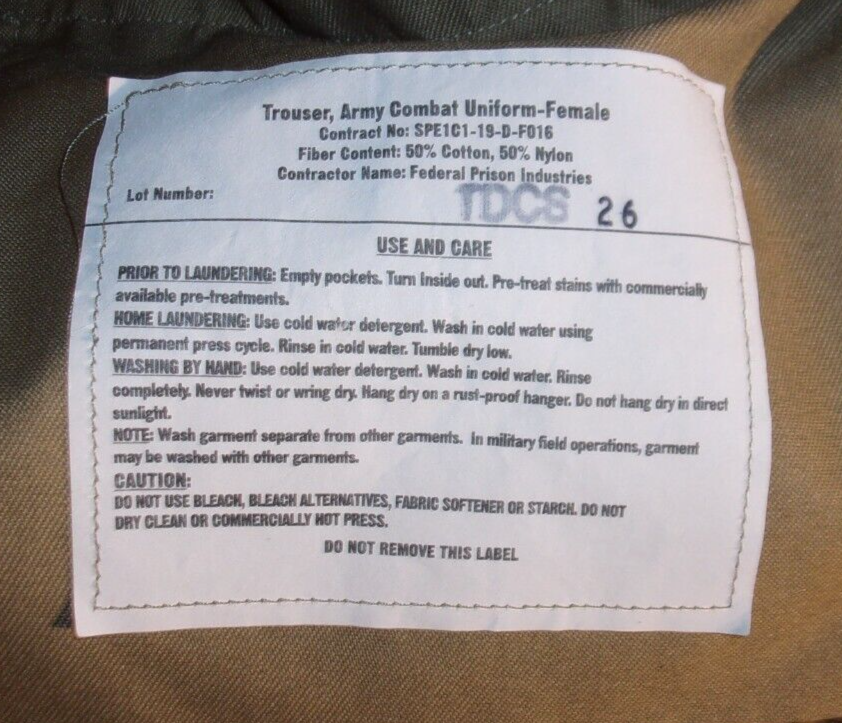 Trouser, Army Combat Uniform-Female
Contract No: SPE1C1-19-D-F016
Fiber Content: 50% Cotton, 50% Nylon
Contractor Name: Federal Prison Industries
Lot Number: TDCS 26
USE AND CARE
PRIOR TO LAUNDERING: Empty pockets. Turn inside out. Pre-treat stains with commercially
available pre-treatments.
HOME LAUNDERING: Use cold water detergent. Wash in cold water using
permanent press cycle. Rinse in cold water. Tumble dry low.
WASHING BY HAND: Use cold water detergent. Wash in cold water. Rinse
completely. Never twist or wring dry. Hang dry on a rust-proof hanger. Do not hang dry in direct
sunlight.
NOTE: Wash garment separate from other garments. In military field operations, garment
may be washed with other garments.
CAUTION:
DO NOT USE BLEACH, BLEACH ALTERNATIVES, FABRIC SOFTENER OR STARCH. DO NOT
DRY CLEAN OR COMMERCIALLY HOT PRESS.
DO NOT REMOVE THIS LABEL